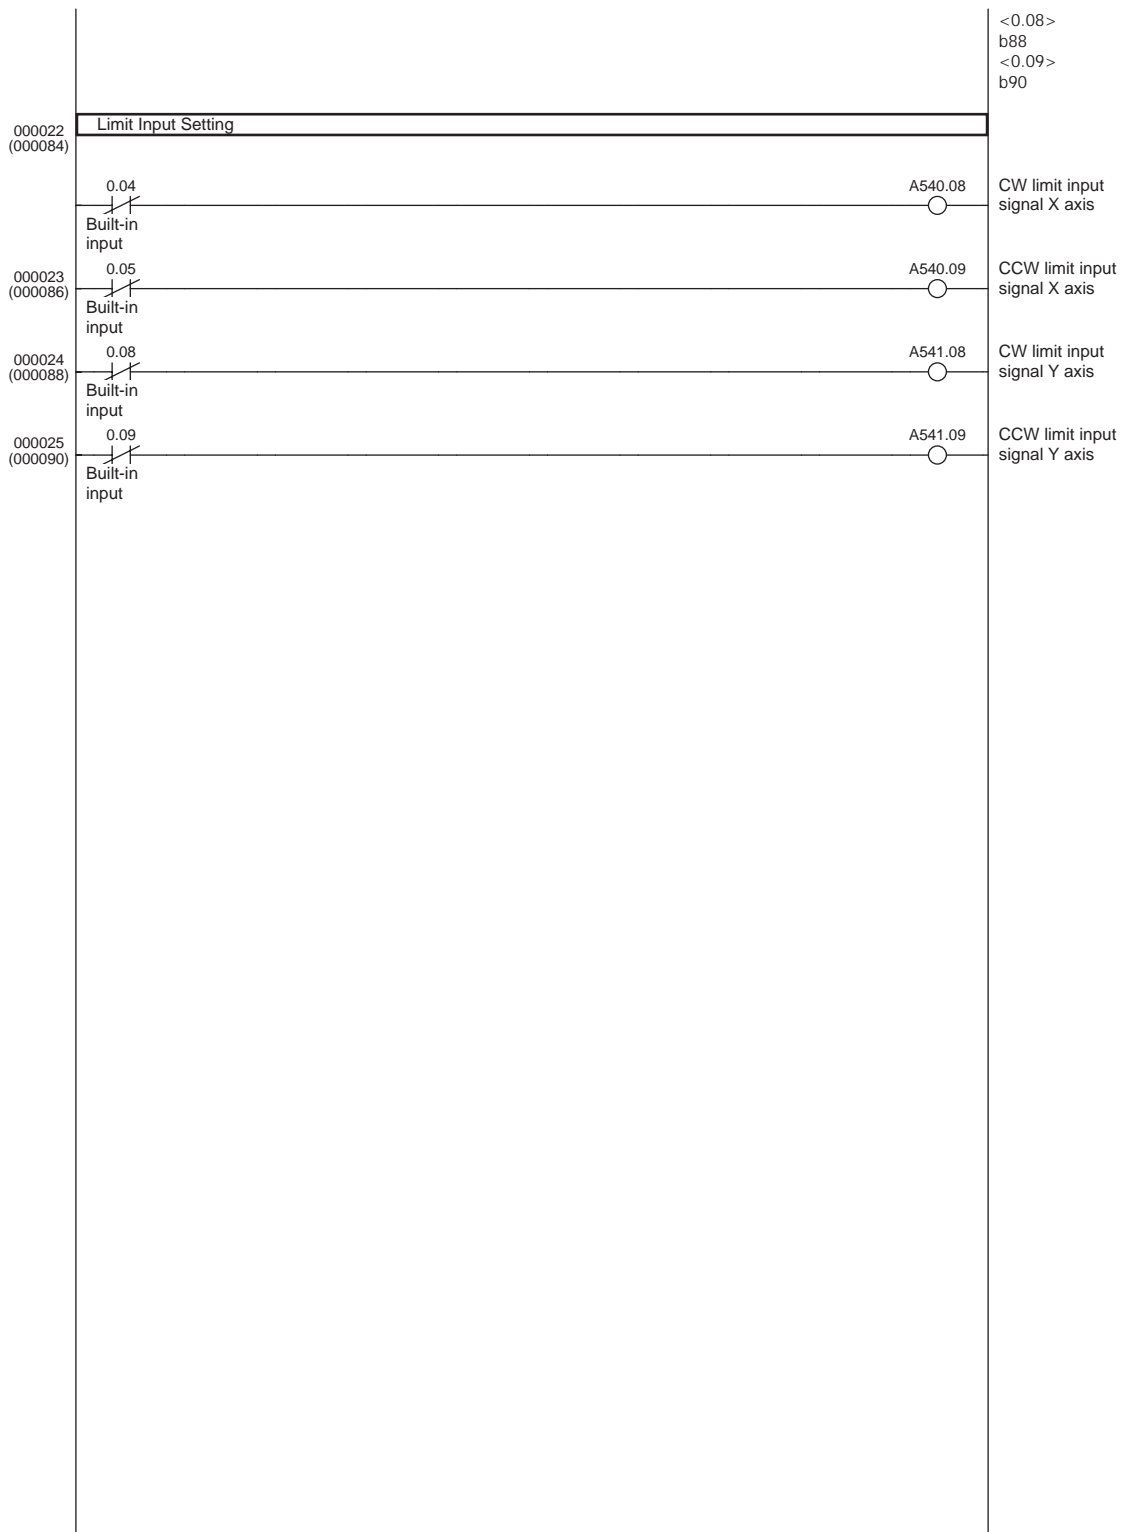 <0.08>
b88
<0.09>
b90
000022
(000084)
Limit Input Setting
0.04
Built-in
input
A540.08
CW limit input
signal X axis
000023
(000086)
0.05
Built-in
input
A540.09
CCW limit input
signal X axis
000024
(000088)
0.08
Built-in
input
A541.08
CW limit input
signal Y axis
000025
(000090)
0.09
Built-in
input
A541.09
CCW limit input
signal Y axis